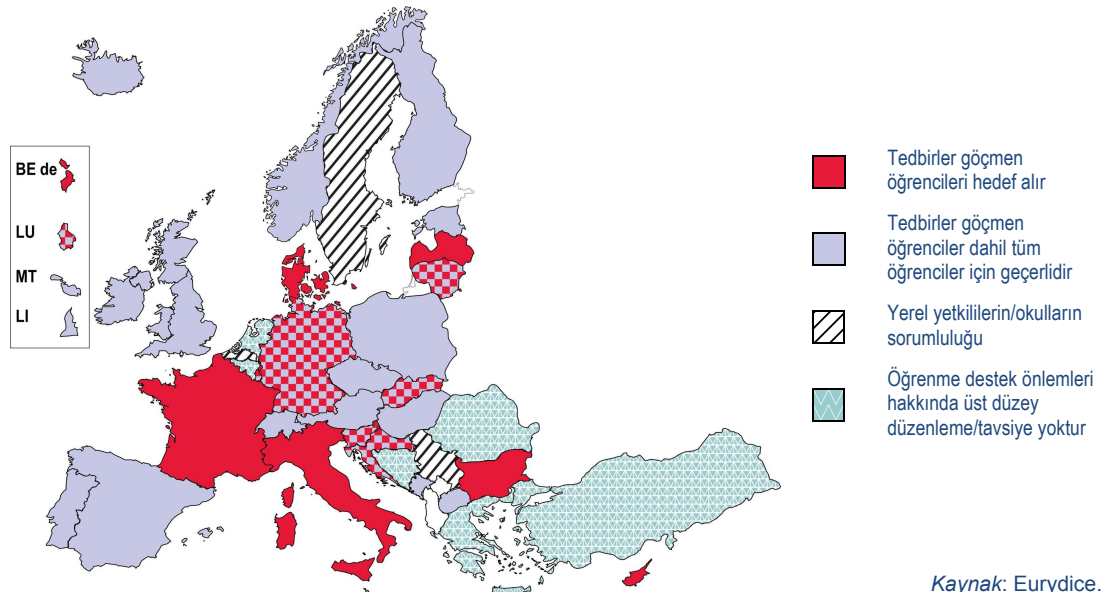 BE de
LU
MT
LI
Tedbirler göçmen
öğrencileri hedef alır
Tedbirler göçmen
öğrenciler dahil tüm
öğrenciler için geçerlidir
Yerel yetkililerin/okulların
sorumluluğu
Öğrenme destek önlemleri
hakkında üst düzey
düzenleme/tavsiye yoktur
Kaynak: Eurydice.